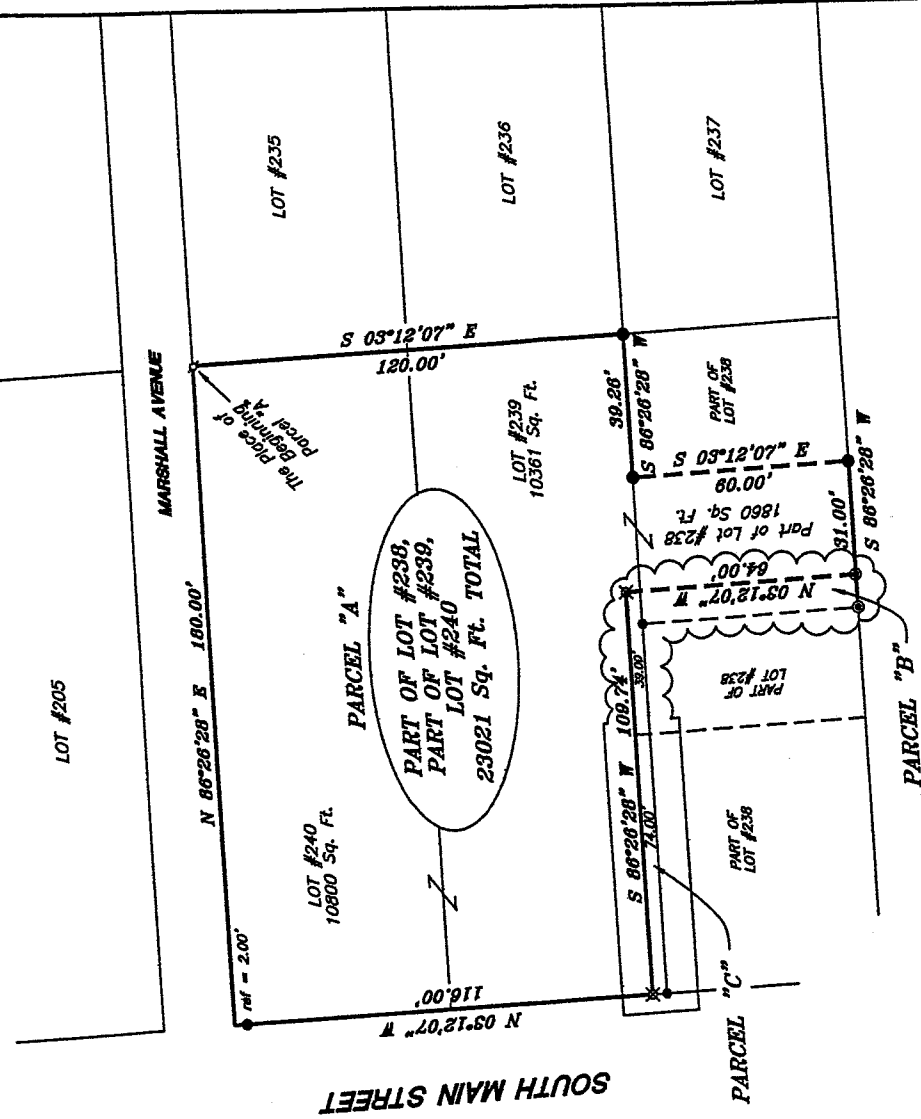 LOT #205
MARSHALL AVENUE
N 86°26'28" E 180.00'
The Place of
Beginning
Parcel
"A"
ref = 2.00'
LOT #235
LOT #236
LOT #237
S 03°12'07" E
120.00'
PARCEL "A"
LOT #240
10800 Sq. Ft.
LOT #239
10361 Sq. Ft.
PART OF LOT #238,
PART OF LOT #239,
LOT #240
23021 Sq. Ft. TOTAL
N 03°12'07" W
116.00'
SOUTH MAIN STREET
S 86°26'28" W 109.74'
39.00'
74.00'
39.26'
S 86°26'28" W
S 03°12'07" E
60.00'
Part of Lot #238
1860 Sq. Ft.
N 03°12'07" W
64.00'
31.00'
S 86°26'28" W
PART OF
LOT #238
PART OF
LOT #238
PART OF
LOT #238
PARCEL "B"
PARCEL "C"